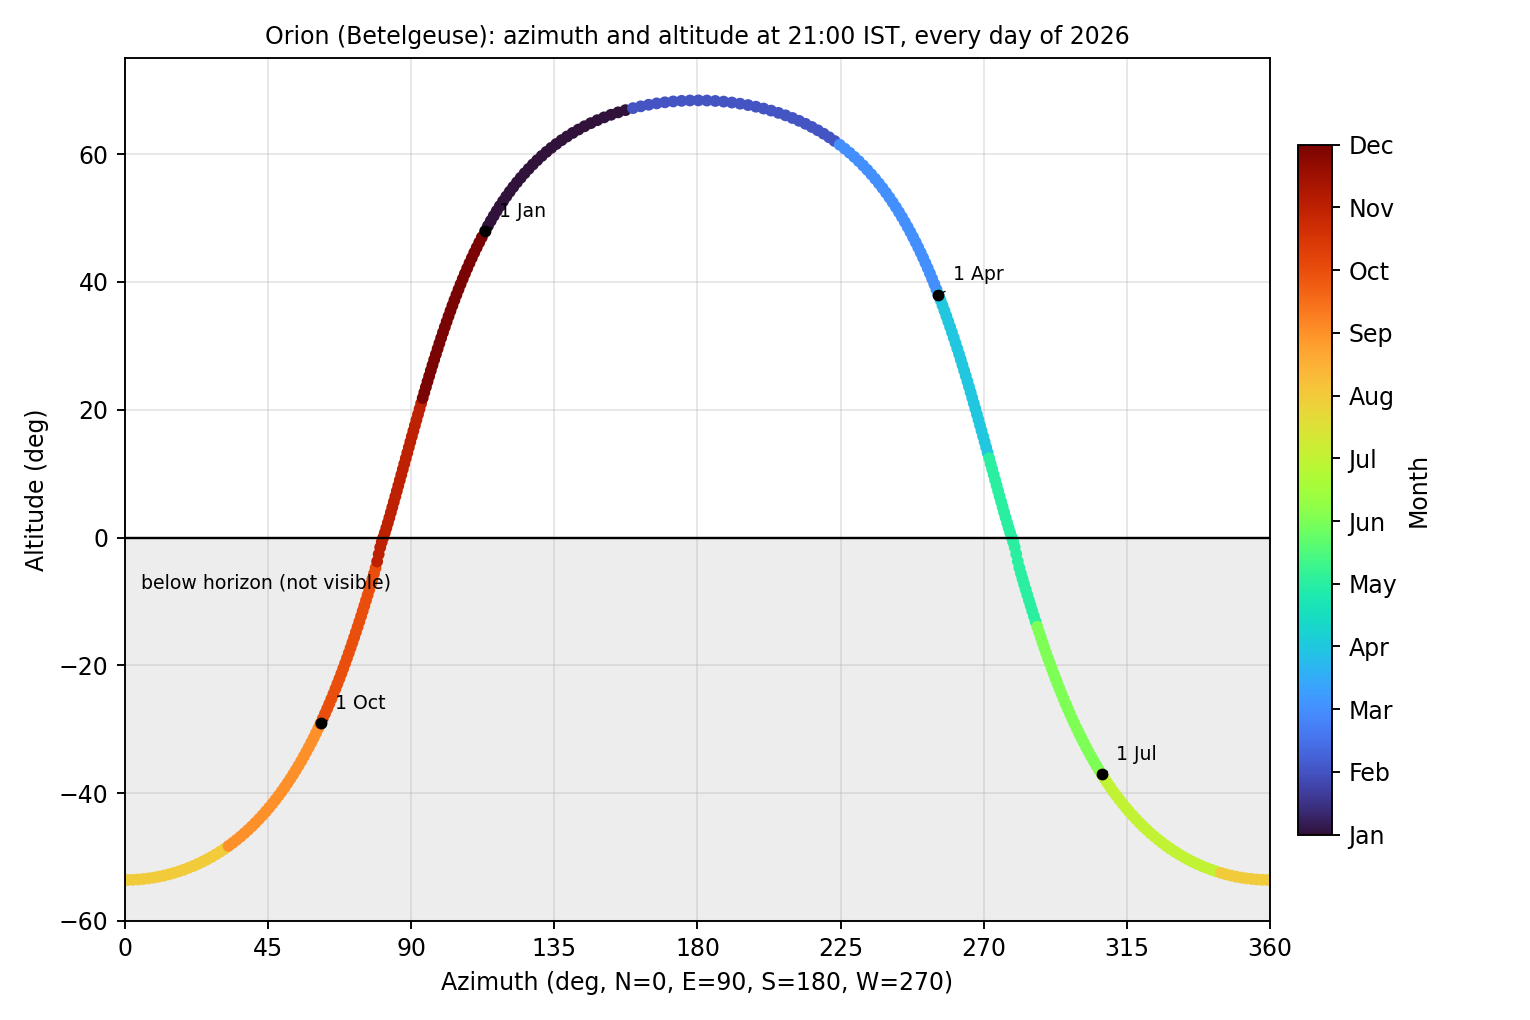 Orion (Betelgeuse): azimuth and altitude at 21:00 IST, every day of 2026
Altitude (deg)
60
40
20
0
−20
−40
−60
1 Jan
1 Apr
below horizon (not visible)
1 Oct
1 Jul
0
45
90
135
180
225
270
315
360
Azimuth (deg, N=0, E=90, S=180, W=270)
Dec
Nov
Oct
Sep
Aug
Jul
Jun
May
Apr
Mar
Feb
Jan
Month